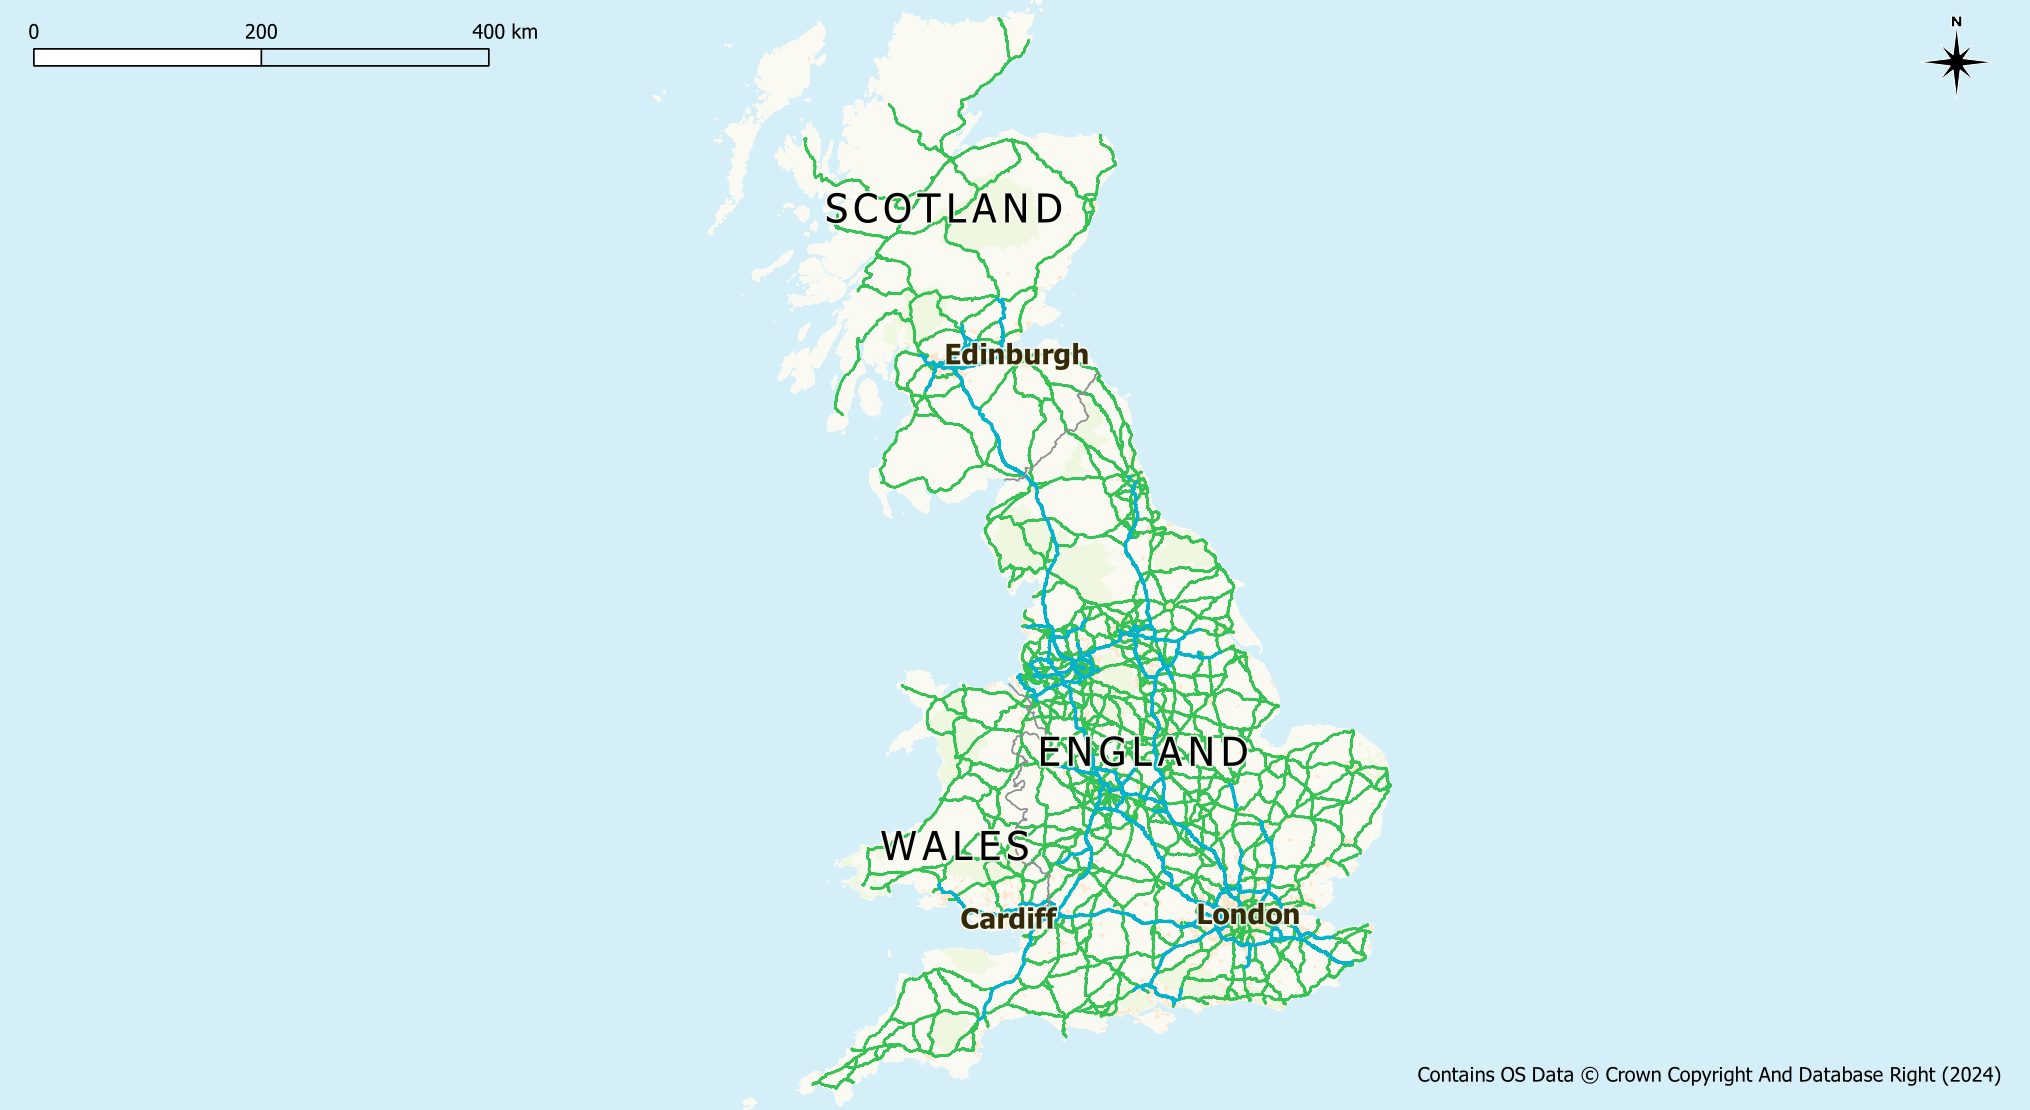 0 200 400 km
N
SCOTLAND
Edinburgh
ENGLAND
WALES
Cardiff
London
Contains OS Data © Crown Copyright And Database Right (2024)